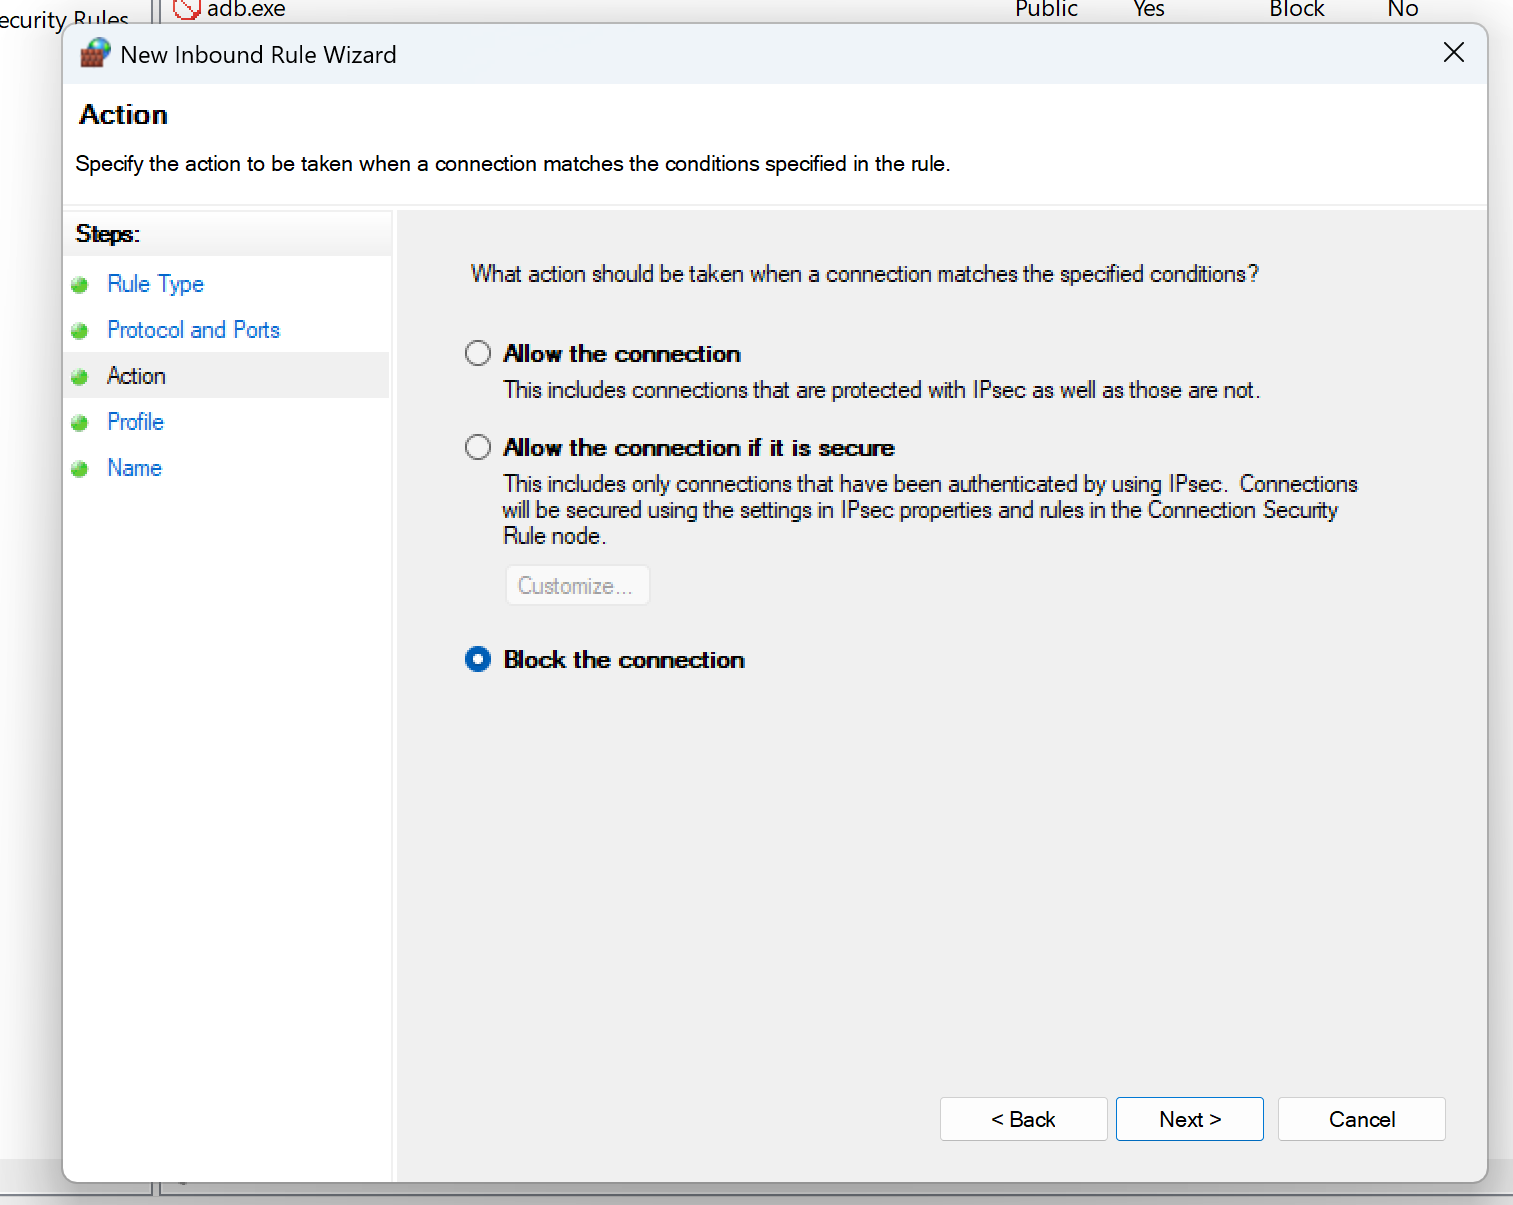 ecurity Rules
adb.exe Public Yes Block No
New Inbound Rule Wizard
Action
Specify the action to be taken when a connection matches the conditions specified in the rule.
Steps:
Rule Type
Protocol and Ports
Action
Profile
Name
What action should be taken when a connection matches the specified conditions?
Allow the connection
This includes connections that are protected with IPsec as well as those are not.
Allow the connection if it is secure
This includes only connections that have been authenticated by using IPsec. Connections
will be secured using the settings in IPsec properties and rules in the Connection Security
Rule node.
Customize...
Block the connection
< Back Next > Cancel